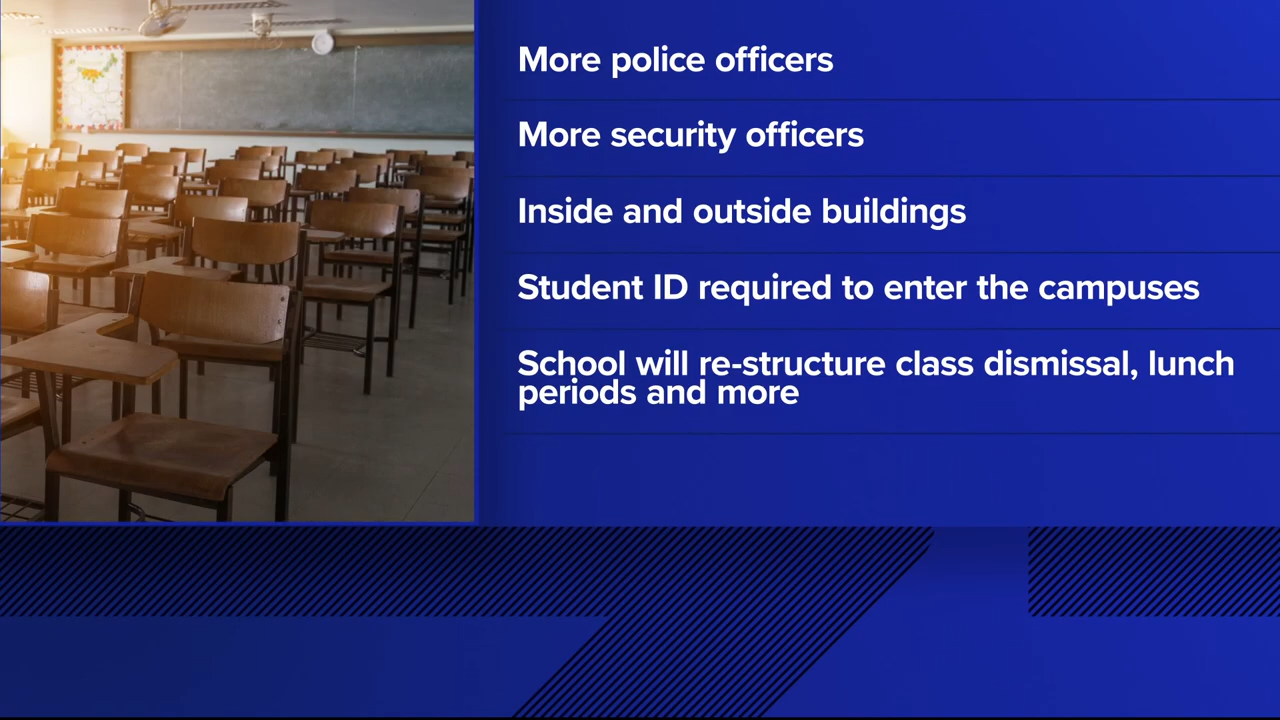 More police officers
More security officers
Inside and outside buildings
Student ID required to enter the campuses
School will re-structure class dismissal, lunch
periods and more